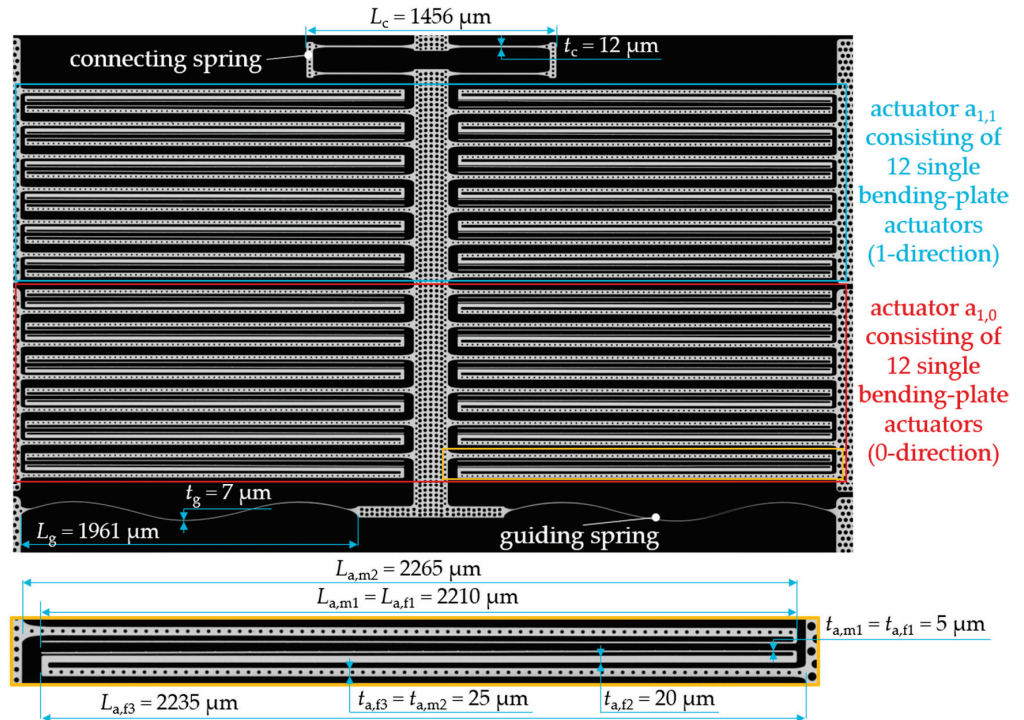 L_c = 1456 µm
connecting spring
t_c = 12 µm
actuator a_1,1
consisting of
12 single
bending-plate
actuators
(1-direction)
actuator a_1,0
consisting of
12 single
bending-plate
actuators
(0-direction)
t_g = 7 µm
L_g = 1961 µm
guiding spring
L_a,m2 = 2265 µm
L_a,m1 = L_a,f1 = 2210 µm
t_a,m1 = t_a,f1 = 5 µm
L_a,f3 = 2235 µm
t_a,f3 = t_a,m2 = 25 µm
t_a,f2 = 20 µm